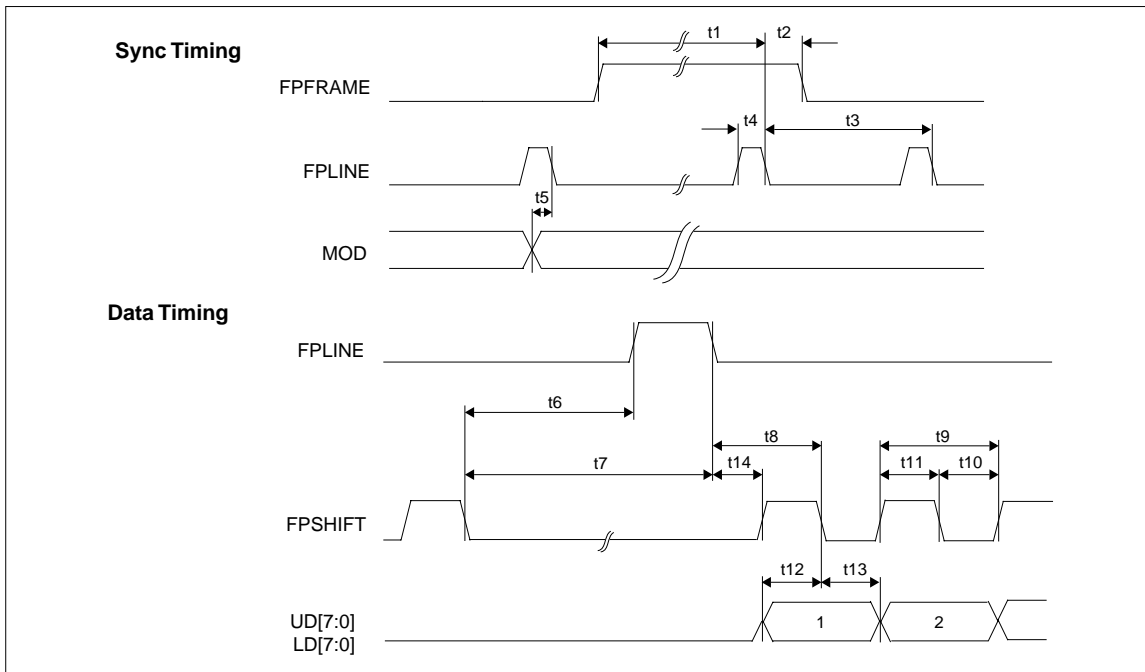 Sync Timing
t1
t2
FPFRAME
t4
t3
FPLINE
t5
MOD
Data Timing
FPLINE
t6
t8
t9
t7
t14
t11
t10
FPSHIFT
t12
t13
UD[7:0]
LD[7:0]
1
2